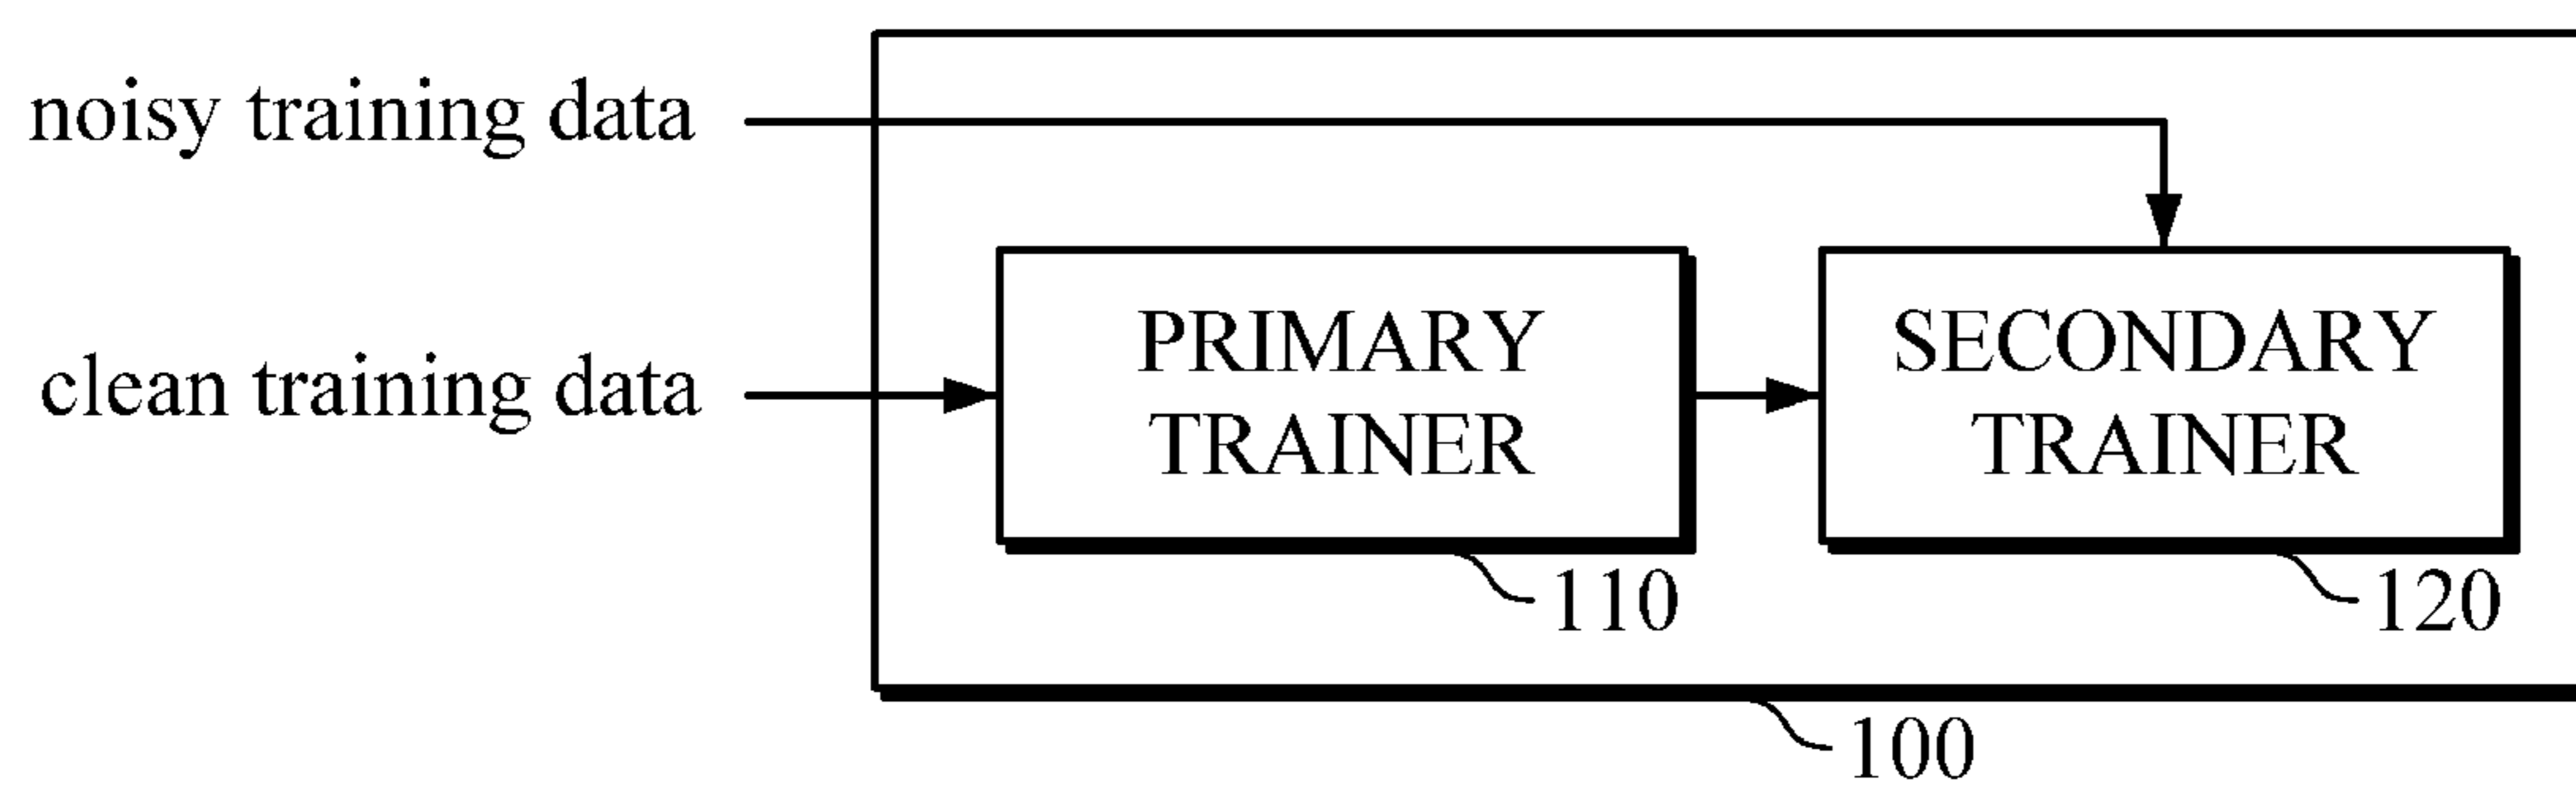 noisy training data
clean training data
PRIMARY
TRAINER
110
SECONDARY
TRAINER
120
100